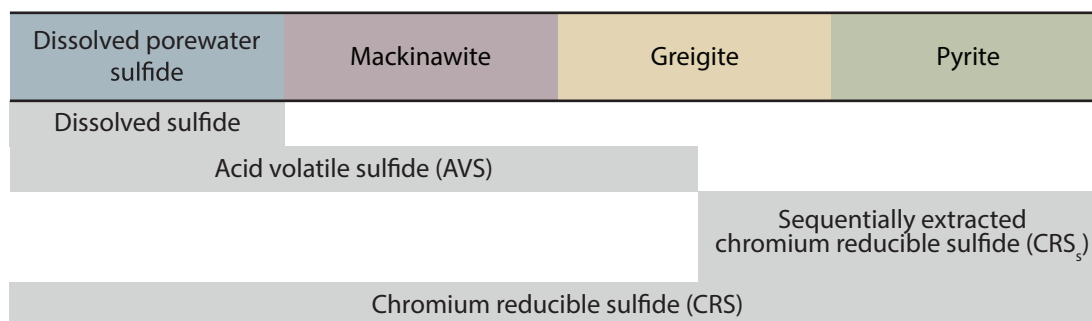 Dissolved porewater
sulfide
Mackinawite
Greigite
Pyrite
Dissolved sulfide
Acid volatile sulfide (AVS)
Sequentially extracted
chromium reducible sulfide (CRSₛ)
Chromium reducible sulfide (CRS)